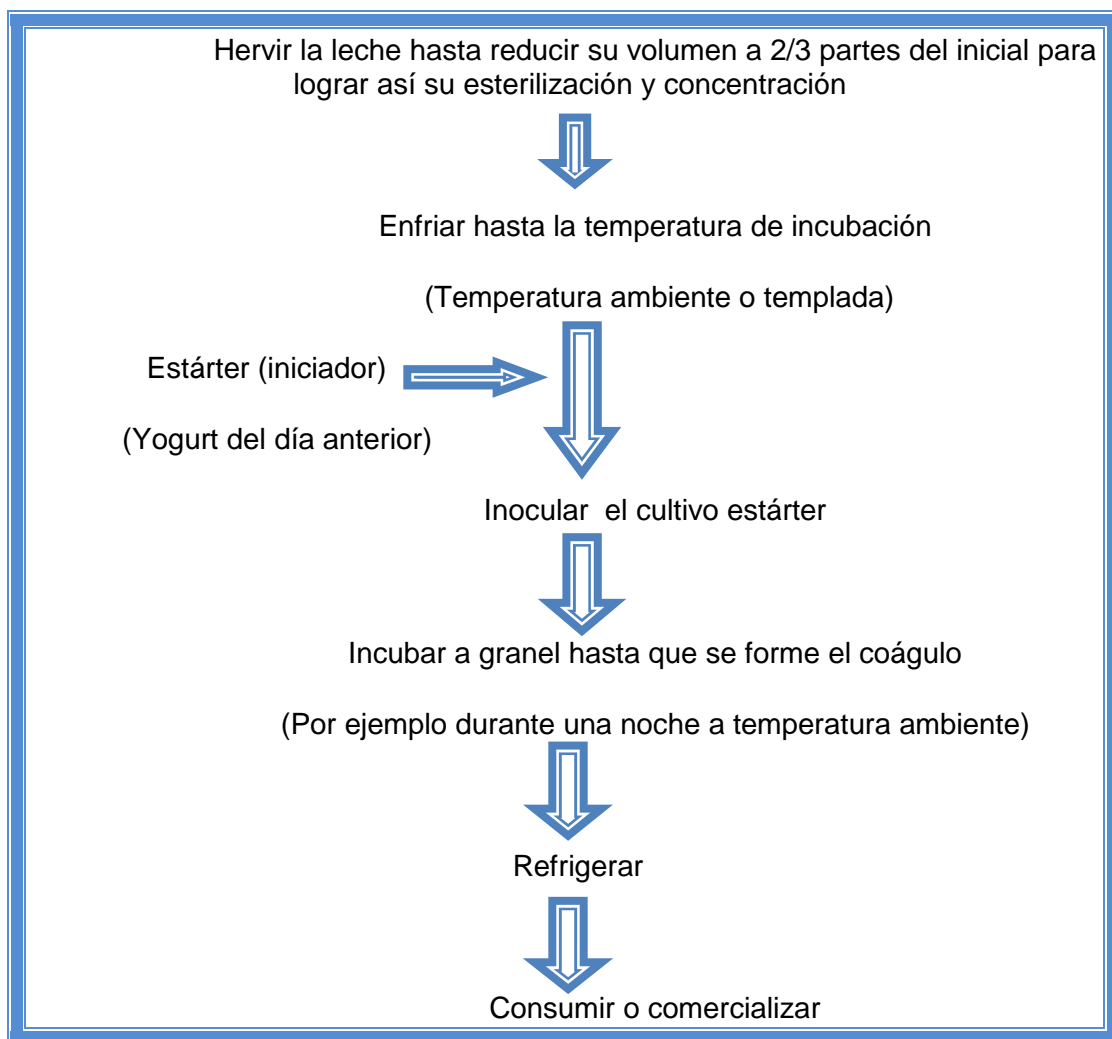 Hervir la leche hasta reducir su volumen a 2/3 partes del inicial para
lograr así su esterilización y concentración
Enfriar hasta la temperatura de incubación
(Temperatura ambiente o templada)
Estárter (iniciador)
(Yogurt del día anterior)
Inocular  el cultivo estárter
Incubar a granel hasta que se forme el coágulo
(Por ejemplo durante una noche a temperatura ambiente)
Refrigerar
Consumir o comercializar